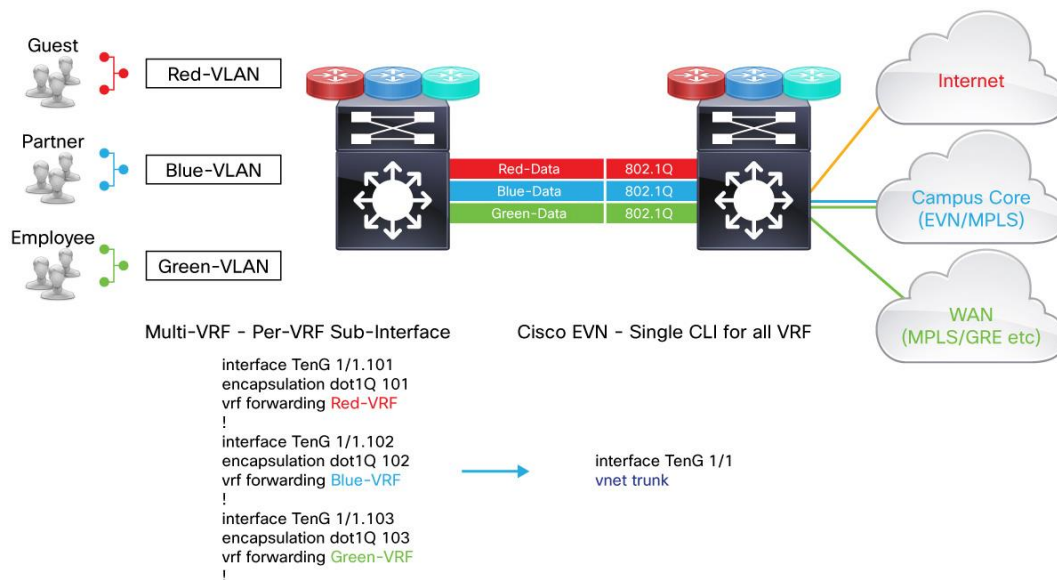 Guest
Red-VLAN
Partner
Blue-VLAN
Employee
Green-VLAN
Red-Data 802.1Q
Blue-Data 802.1Q
Green-Data 802.1Q
Internet
Campus Core
(EVN/MPLS)
WAN
(MPLS/GRE etc)
Multi-VRF - Per-VRF Sub-Interface
interface TenG 1/1.101
encapsulation dot1Q 101
vrf forwarding Red-VRF
!
interface TenG 1/1.102
encapsulation dot1Q 102
vrf forwarding Blue-VRF
!
interface TenG 1/1.103
encapsulation dot1Q 103
vrf forwarding Green-VRF
!
Cisco EVN - Single CLI for all VRF
interface TenG 1/1
vnet trunk